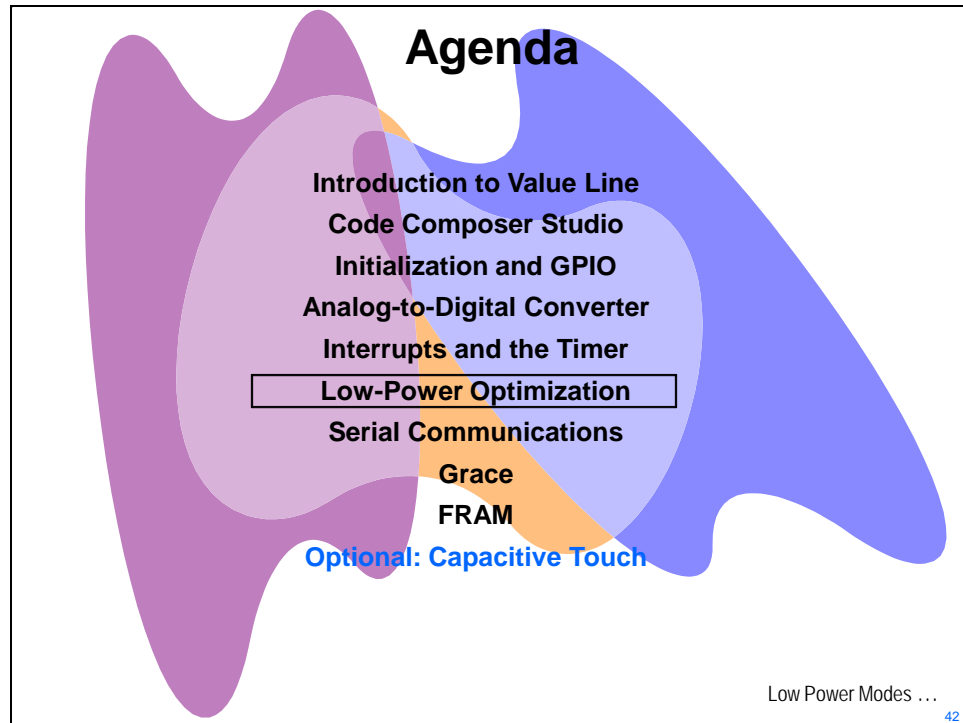 Agenda
Introduction to Value Line
Code Composer Studio
Initialization and GPIO
Analog-to-Digital Converter
Interrupts and the Timer
Low-Power Optimization
Serial Communications
Grace
FRAM
Optional: Capacitive Touch
Low Power Modes …
42